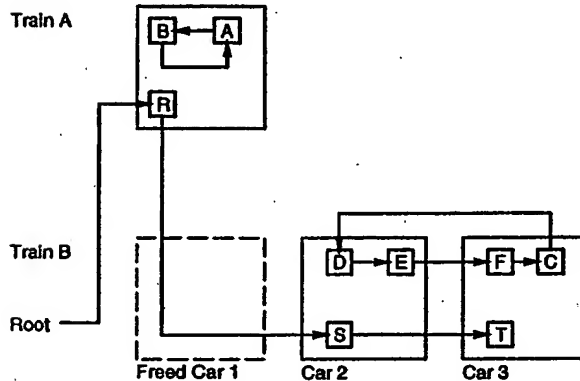 Train A
B A
R
Train B
D E F C
Root
S T
Freed Car 1 Car 2 Car 3